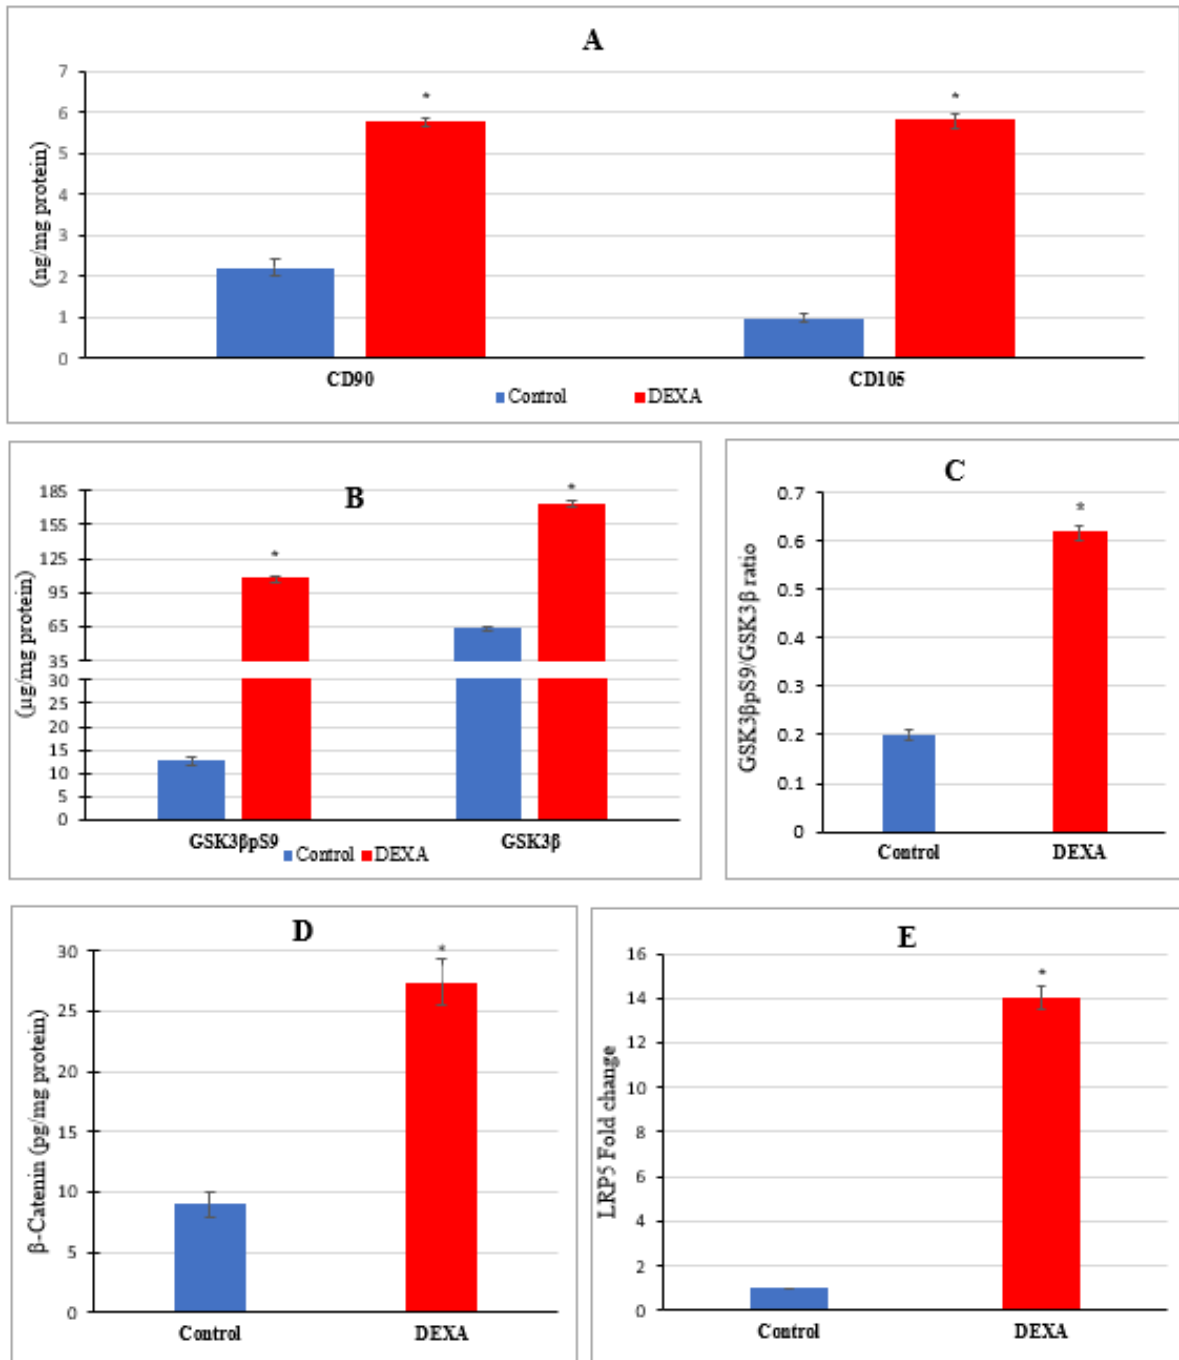 A
7
6
5
4
3
2
1
0
(ng/mg protein)
*
*
CD90
CD105
Control
DEXA
B
185
155
125
95
65
35
30
25
20
15
10
5
0
(µg/mg protein)
*
*
GSK3βpS9
GSK3β
Control
DEXA
C
0.7
0.6
0.5
0.4
0.3
0.2
0.1
0
GSK3βpS9/GSK3β ratio
*
Control
DEXA
D
30
25
20
15
10
5
0
β-Catenin (pg/mg protein)
*
Control
DEXA
E
16
14
12
10
8
6
4
2
0
LRP5 Fold change
*
Control
DEXA